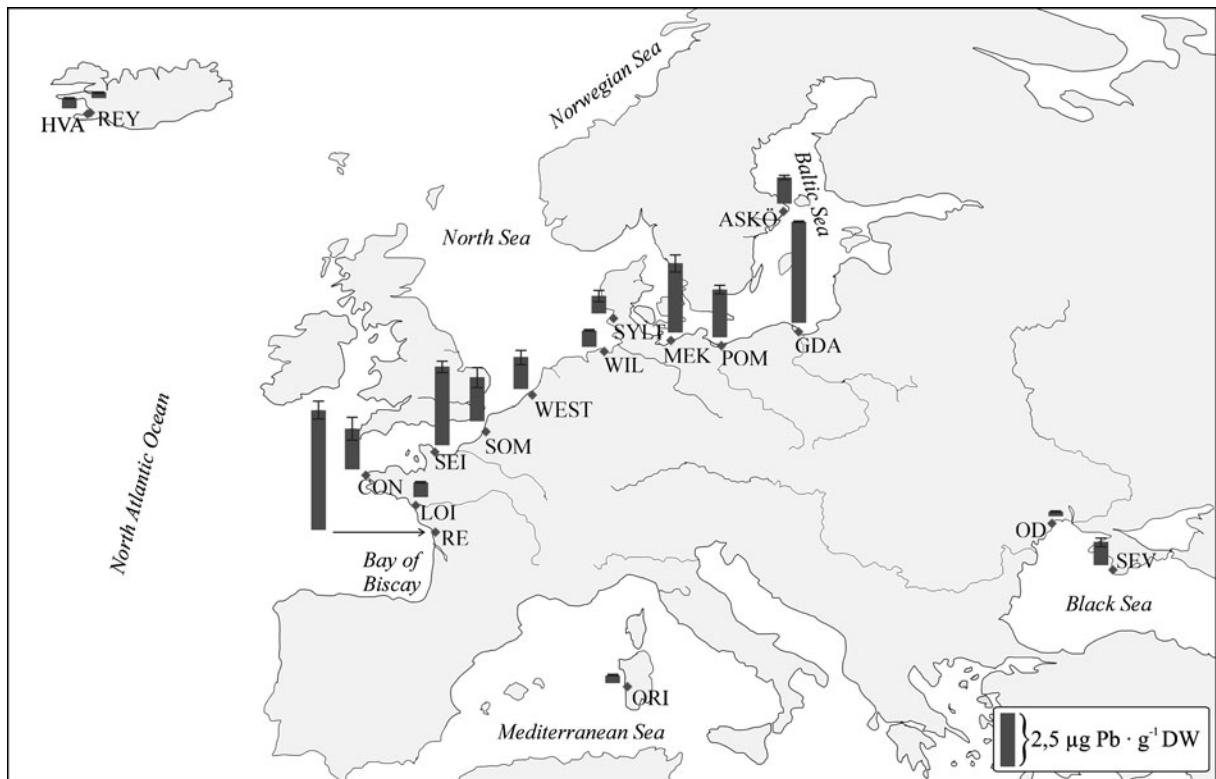 Norwegian Sea
HVA
REY
Baltic Sea
ASKÖ
North Sea
SYLT
WIL
MEK
POM
GDA
WEST
SOM
SEI
CON
LOI
RE
North Atlantic Ocean
Bay of
Biscay
OD
SEV
Black Sea
ORI
Mediterranean Sea
2,5 µg Pb · g⁻¹ DW